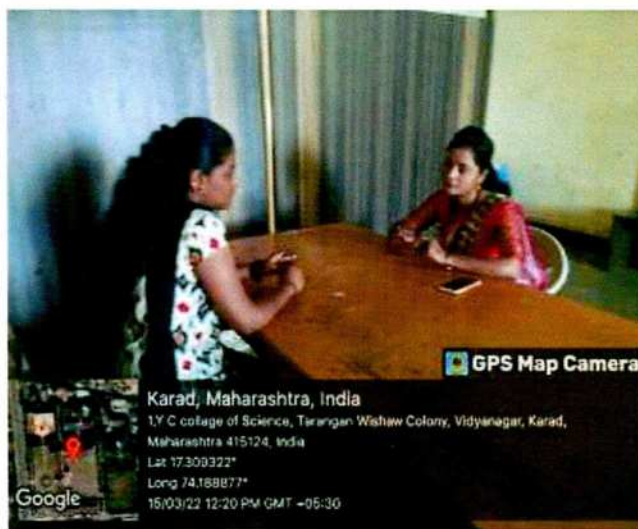 GPS Map Camera
Karad, Maharashtra, India
1,Y C collage of Science, Tarangan Wishaw Colony, Vidyanagar, Karad,
Maharashtra 415124, India
Lat 17.309322°
Long 74.188877°
15/03/22 12:20 PM GMT +05:30
Google